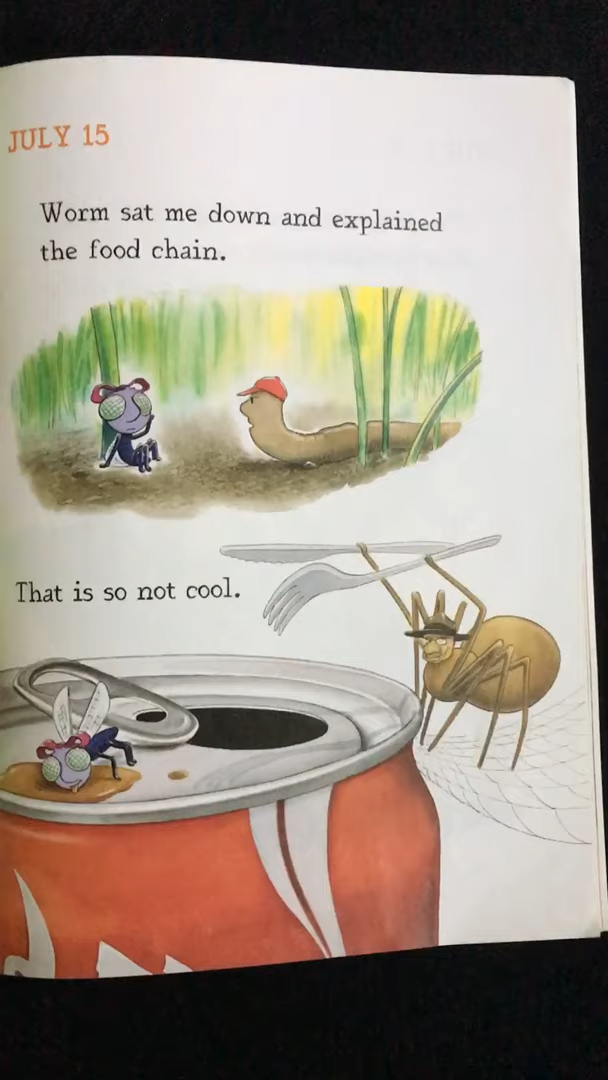 JULY 15
Worm sat me down and explained
the food chain.
That is so not cool.